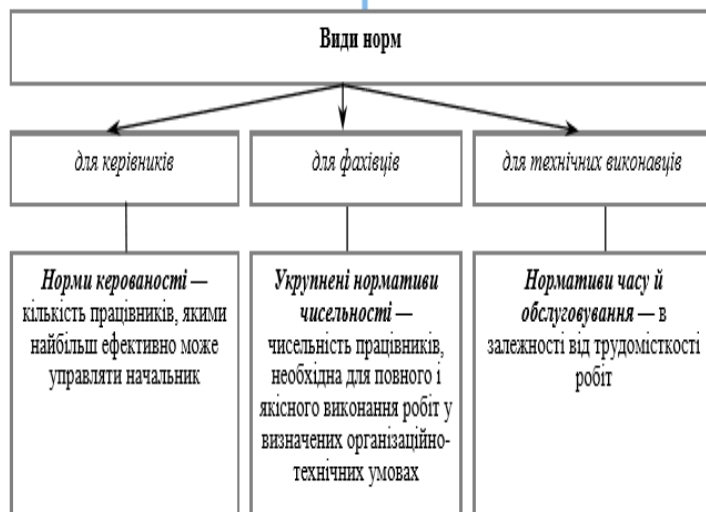 Види норм
для керівників
для фахівців
для технічних виконавців
Норми керованості —
кількість працівників, якими
найбільш ефективно може
управляти начальник
Укрупнені нормативи
чисельності —
чисельність працівників,
необхідна для повного і
якісного виконання робіт у
визначених організаційно-
технічних умовах
Нормативи часу й
обслуговування — в
залежності від трудомісткості
робіт